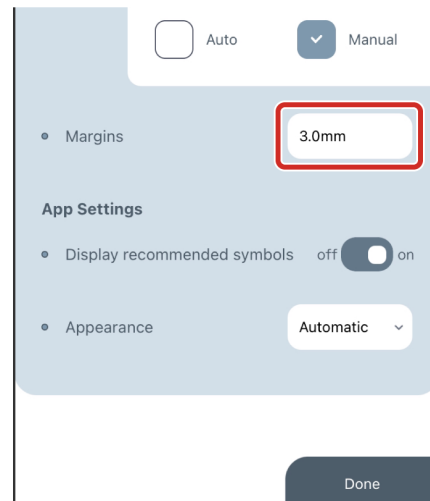 Auto Manual
Margins 3.0mm
App Settings
Display recommended symbols off on
Appearance Automatic
Done